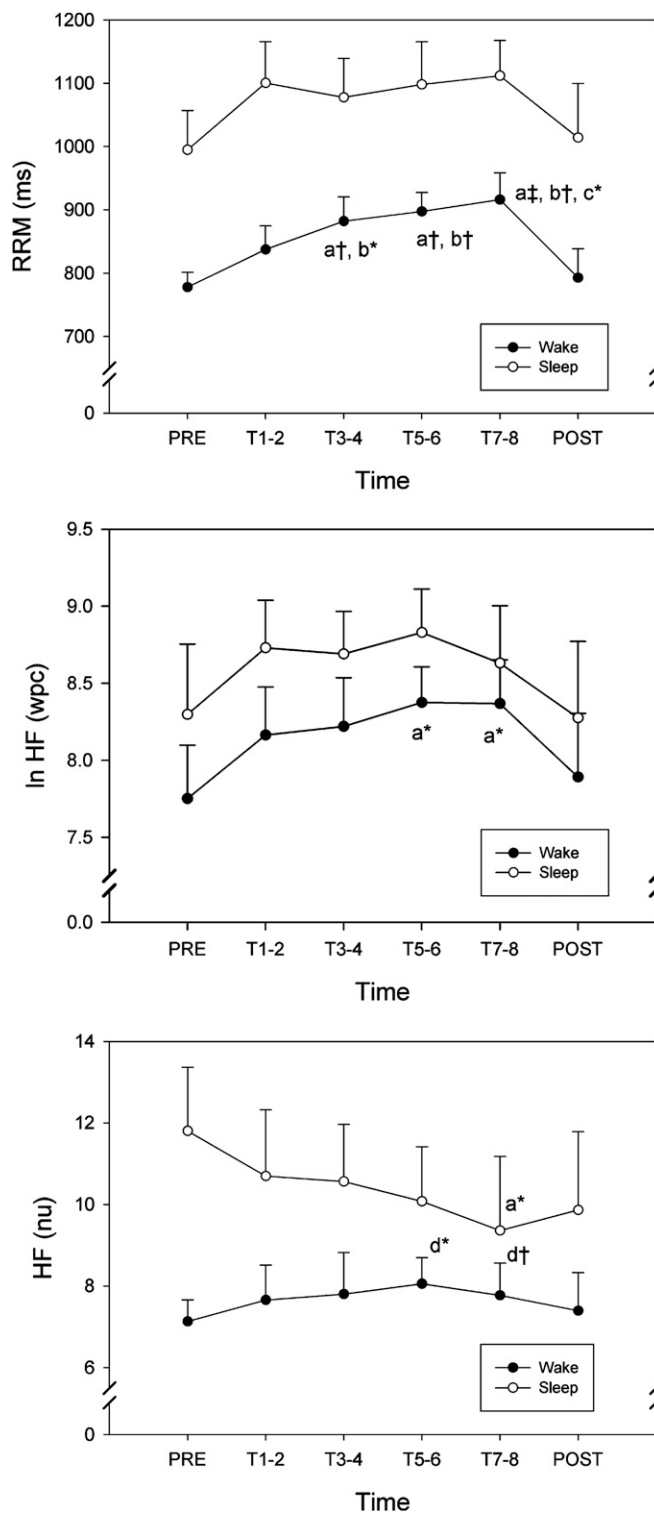 1200
1100
1000
900
800
700
0
RRM (ms)
a†, b*
a†, b†
a‡, b†, c*
Wake
Sleep
PRE T1-2 T3-4 T5-6 T7-8 POST
Time
9.5
9.0
8.5
8.0
7.5
0.0
ln HF (wpc)
a*
a*
Wake
Sleep
PRE T1-2 T3-4 T5-6 T7-8 POST
Time
14
12
10
8
6
0
HF (nu)
a*
d*
d†
Wake
Sleep
PRE T1-2 T3-4 T5-6 T7-8 POST
Time